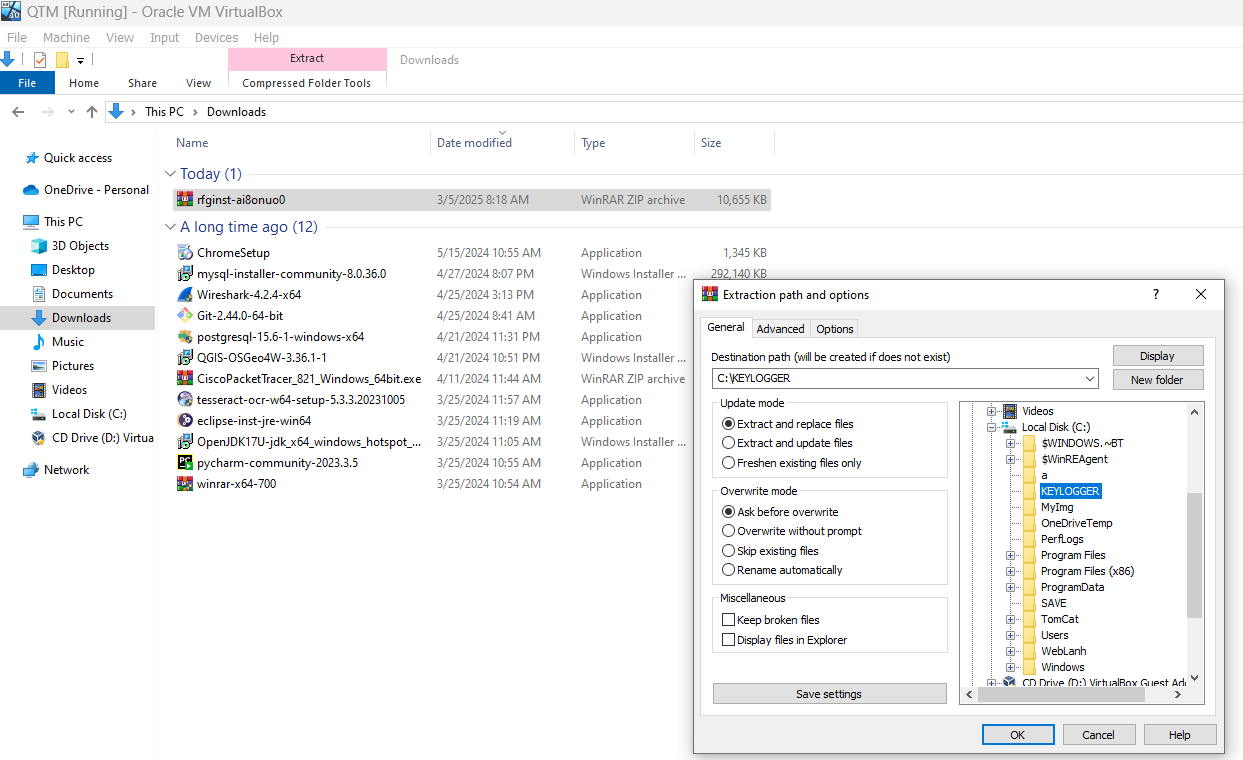 QTM [Running] - Oracle VM VirtualBox
File Machine View Input Devices Help
Extract Downloads
File Home Share View Compressed Folder Tools
This PC > Downloads
Name Date modified Type Size
Quick access
OneDrive - Personal
This PC
3D Objects
Desktop
Documents
Downloads
Music
Pictures
Videos
Local Disk (C:)
CD Drive (D:) Virtua
Network
Today (1)
rfginst-ai8onuo0 3/5/2025 8:18 AM WinRAR ZIP archive 10,655 KB
A long time ago (12)
ChromeSetup 5/15/2024 10:55 AM Application 1,345 KB
mysql-installer-community-8.0.36.0 4/27/2024 8:07 PM Windows Installer ... 292,140 KB
Wireshark-4.2.4-x64 4/25/2024 3:13 PM Application
Git-2.44.0-64-bit 4/25/2024 8:41 AM Application
postgresql-15.6-1-windows-x64 4/21/2024 11:31 PM Application
QGIS-OSGeo4W-3.36.1-1 4/21/2024 10:51 PM Windows Installer ...
CiscoPacketTracer_821_Windows_64bit.exe 4/11/2024 11:44 AM WinRAR ZIP archive
tesseract-ocr-w64-setup-5.3.3.20231005 3/25/2024 11:57 AM Application
eclipse-inst-jre-win64 3/25/2024 11:19 AM Application
OpenJDK17U-jdk_x64_windows_hotspot_... 3/25/2024 11:05 AM Windows Installer ...
pycharm-community-2023.3.5 3/25/2024 10:55 AM Application
winrar-x64-700 3/25/2024 10:54 AM Application
Extraction path and options ?
General Advanced Options
Destination path (will be created if does not exist)
C:\KEYLOGGER
Display
New folder
Update mode
Extract and replace files
Extract and update files
Freshen existing files only
Overwrite mode
Ask before overwrite
Overwrite without prompt
Skip existing files
Rename automatically
Miscellaneous
Keep broken files
Display files in Explorer
Save settings
Videos
Local Disk (C:)
$WINDOWS.~BT
$WinREAgent
a
KEYLOGGER
MyImg
OneDriveTemp
PerfLogs
Program Files
Program Files (x86)
ProgramData
SAVE
TomCat
Users
WebLanh
Windows
CD Drive (D:) VirtualBox Guest Add
OK Cancel Help